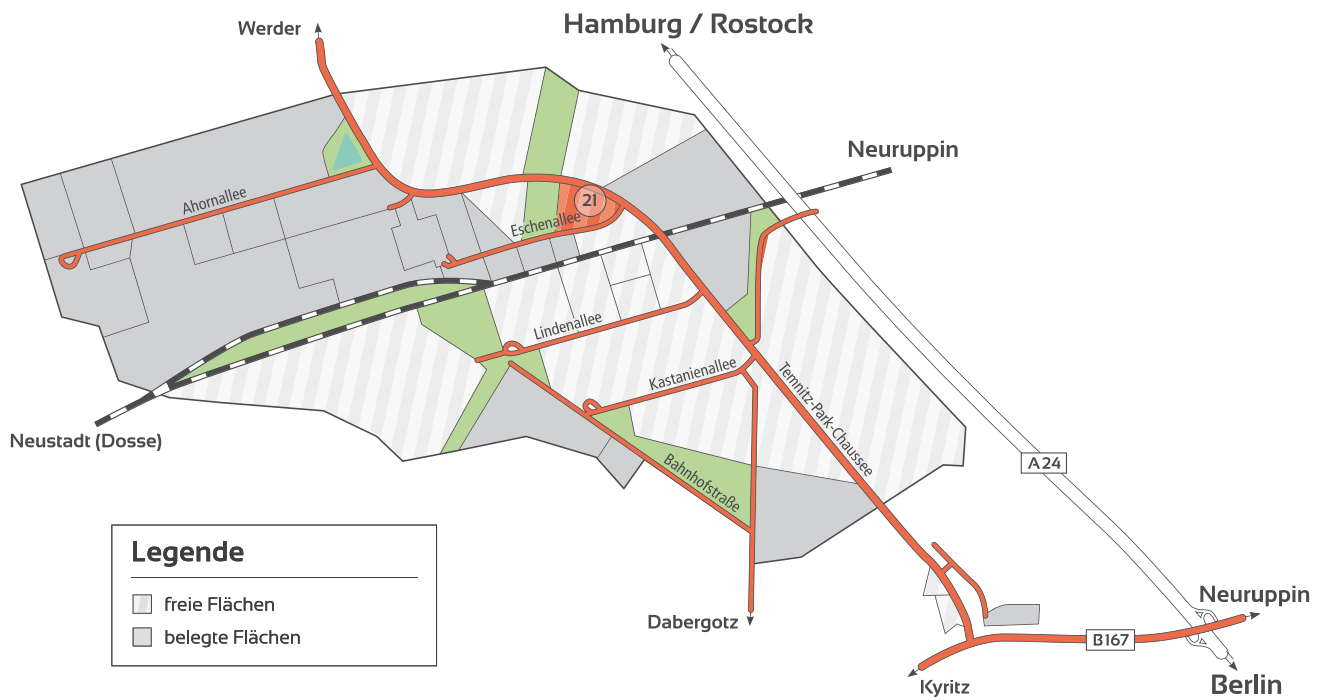 Hamburg / Rostock
Werder
Neuruppin
Ahornallee
21
Eschenallee
Lindenallee
Kastanienallee
Temnitz-Park-Chaussee
Neustadt (Dosse)
Bahnhofstraße
A 24
Legende
freie Flächen
belegte Flächen
Dabergotz
Neuruppin
B167
Kyritz
Berlin